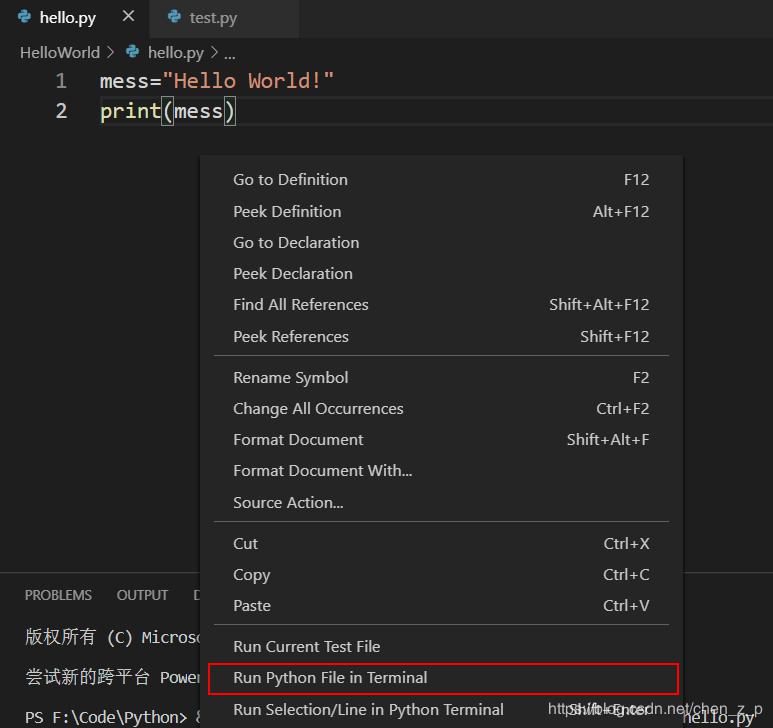 hello.py × test.py
HelloWorld > hello.py > ...
1 mess="Hello World!"
2 print(mess)
Go to Definition F12
Peek Definition Alt+F12
Go to Declaration
Peek Declaration
Find All References Shift+Alt+F12
Peek References Shift+F12
Rename Symbol F2
Change All Occurrences Ctrl+F2
Format Document Shift+Alt+F
Format Document With...
Source Action...
Cut Ctrl+X
Copy Ctrl+C
Paste Ctrl+V
PROBLEMS OUTPUT
版权所有 (C) Microso
Run Current Test File
尝试新的跨平台 Power
Run Python File in Terminal
Run Selection/Line in Python Terminal Shift+Enter
PS F:\Code\Python> & hello.py
https://blog.csdn.net/chen_z_p